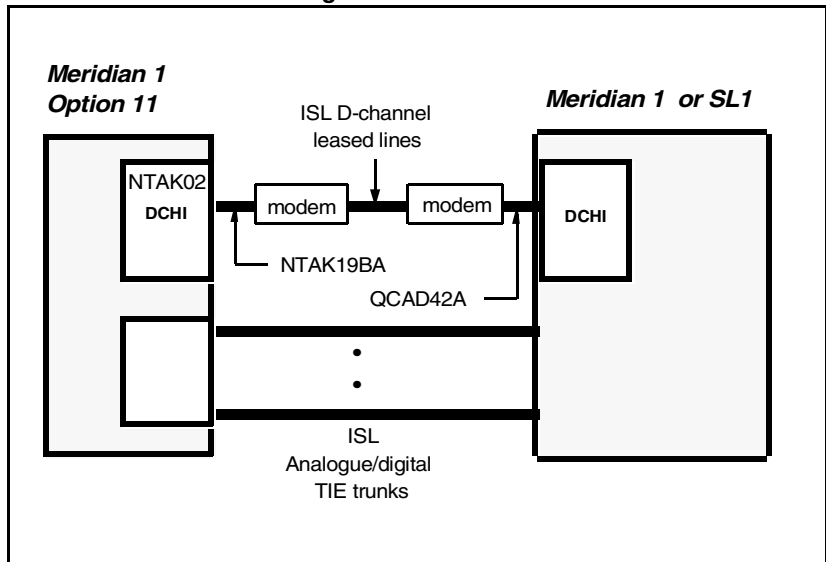 Meridian 1
Option 11
Meridian 1 or SL1
ISL D-channel
leased lines
NTAK02
DCHI
modem
modem
DCHI
NTAK19BA
QCAD42A
ISL
Analogue/digital
TIE trunks